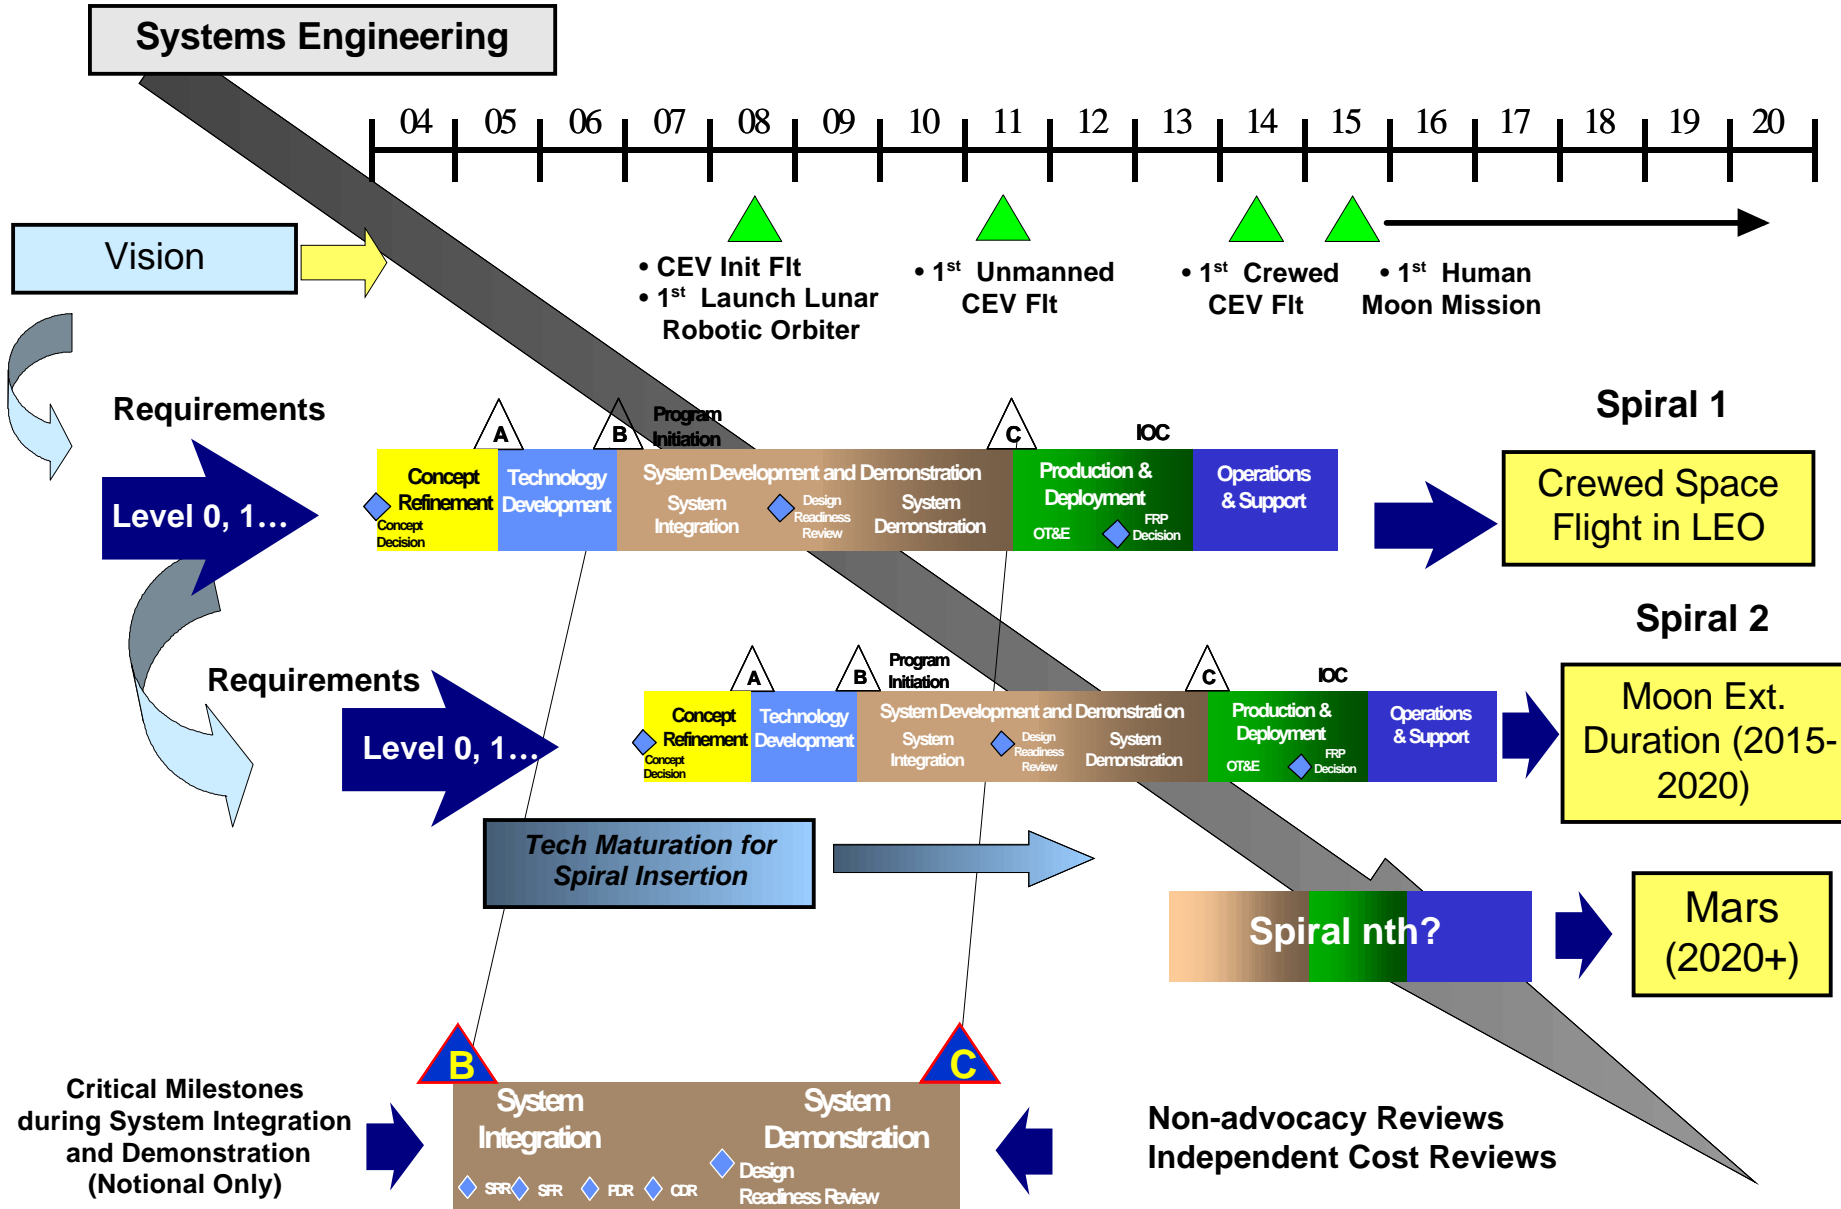 Systems Engineering
04 05 06 07 08 09 10 11 12 13 14 15 16 17 18 19 20
Vision
• CEV Init Flt
• 1st Launch Lunar
Robotic Orbiter
• 1st Unmanned
CEV Flt
• 1st Crewed
CEV Flt
• 1st Human
Moon Mission
Requirements
Level 0, 1...
A
B
Program
Initiation
C
IOC
Concept
Refinement
Concept
Decision
Technology
Development
System Development and Demonstration
System
Integration
Design
Readiness
Review
System
Demonstration
Production &
Deployment
OT&E
FRP
Decision
Operations
& Support
Spiral 1
Crewed Space
Flight in LEO
Requirements
Level 0, 1...
A
B
Program
Initiation
C
IOC
Concept
Refinement
Concept
Decision
Technology
Development
System Development and Demonstration
System
Integration
Design
Readiness
Review
System
Demonstration
Production &
Deployment
OT&E
FRP
Decision
Operations
& Support
Spiral 2
Moon Ext.
Duration (2015-
2020)
Tech Maturation for
Spiral Insertion
Spiral nth?
Mars
(2020+)
Critical Milestones
during System Integration
and Demonstration
(Notional Only)
B
C
System
Integration
System
Demonstration
SRR SFR PDR CDR
Design
Readiness Review
Non-advocacy Reviews
Independent Cost Reviews